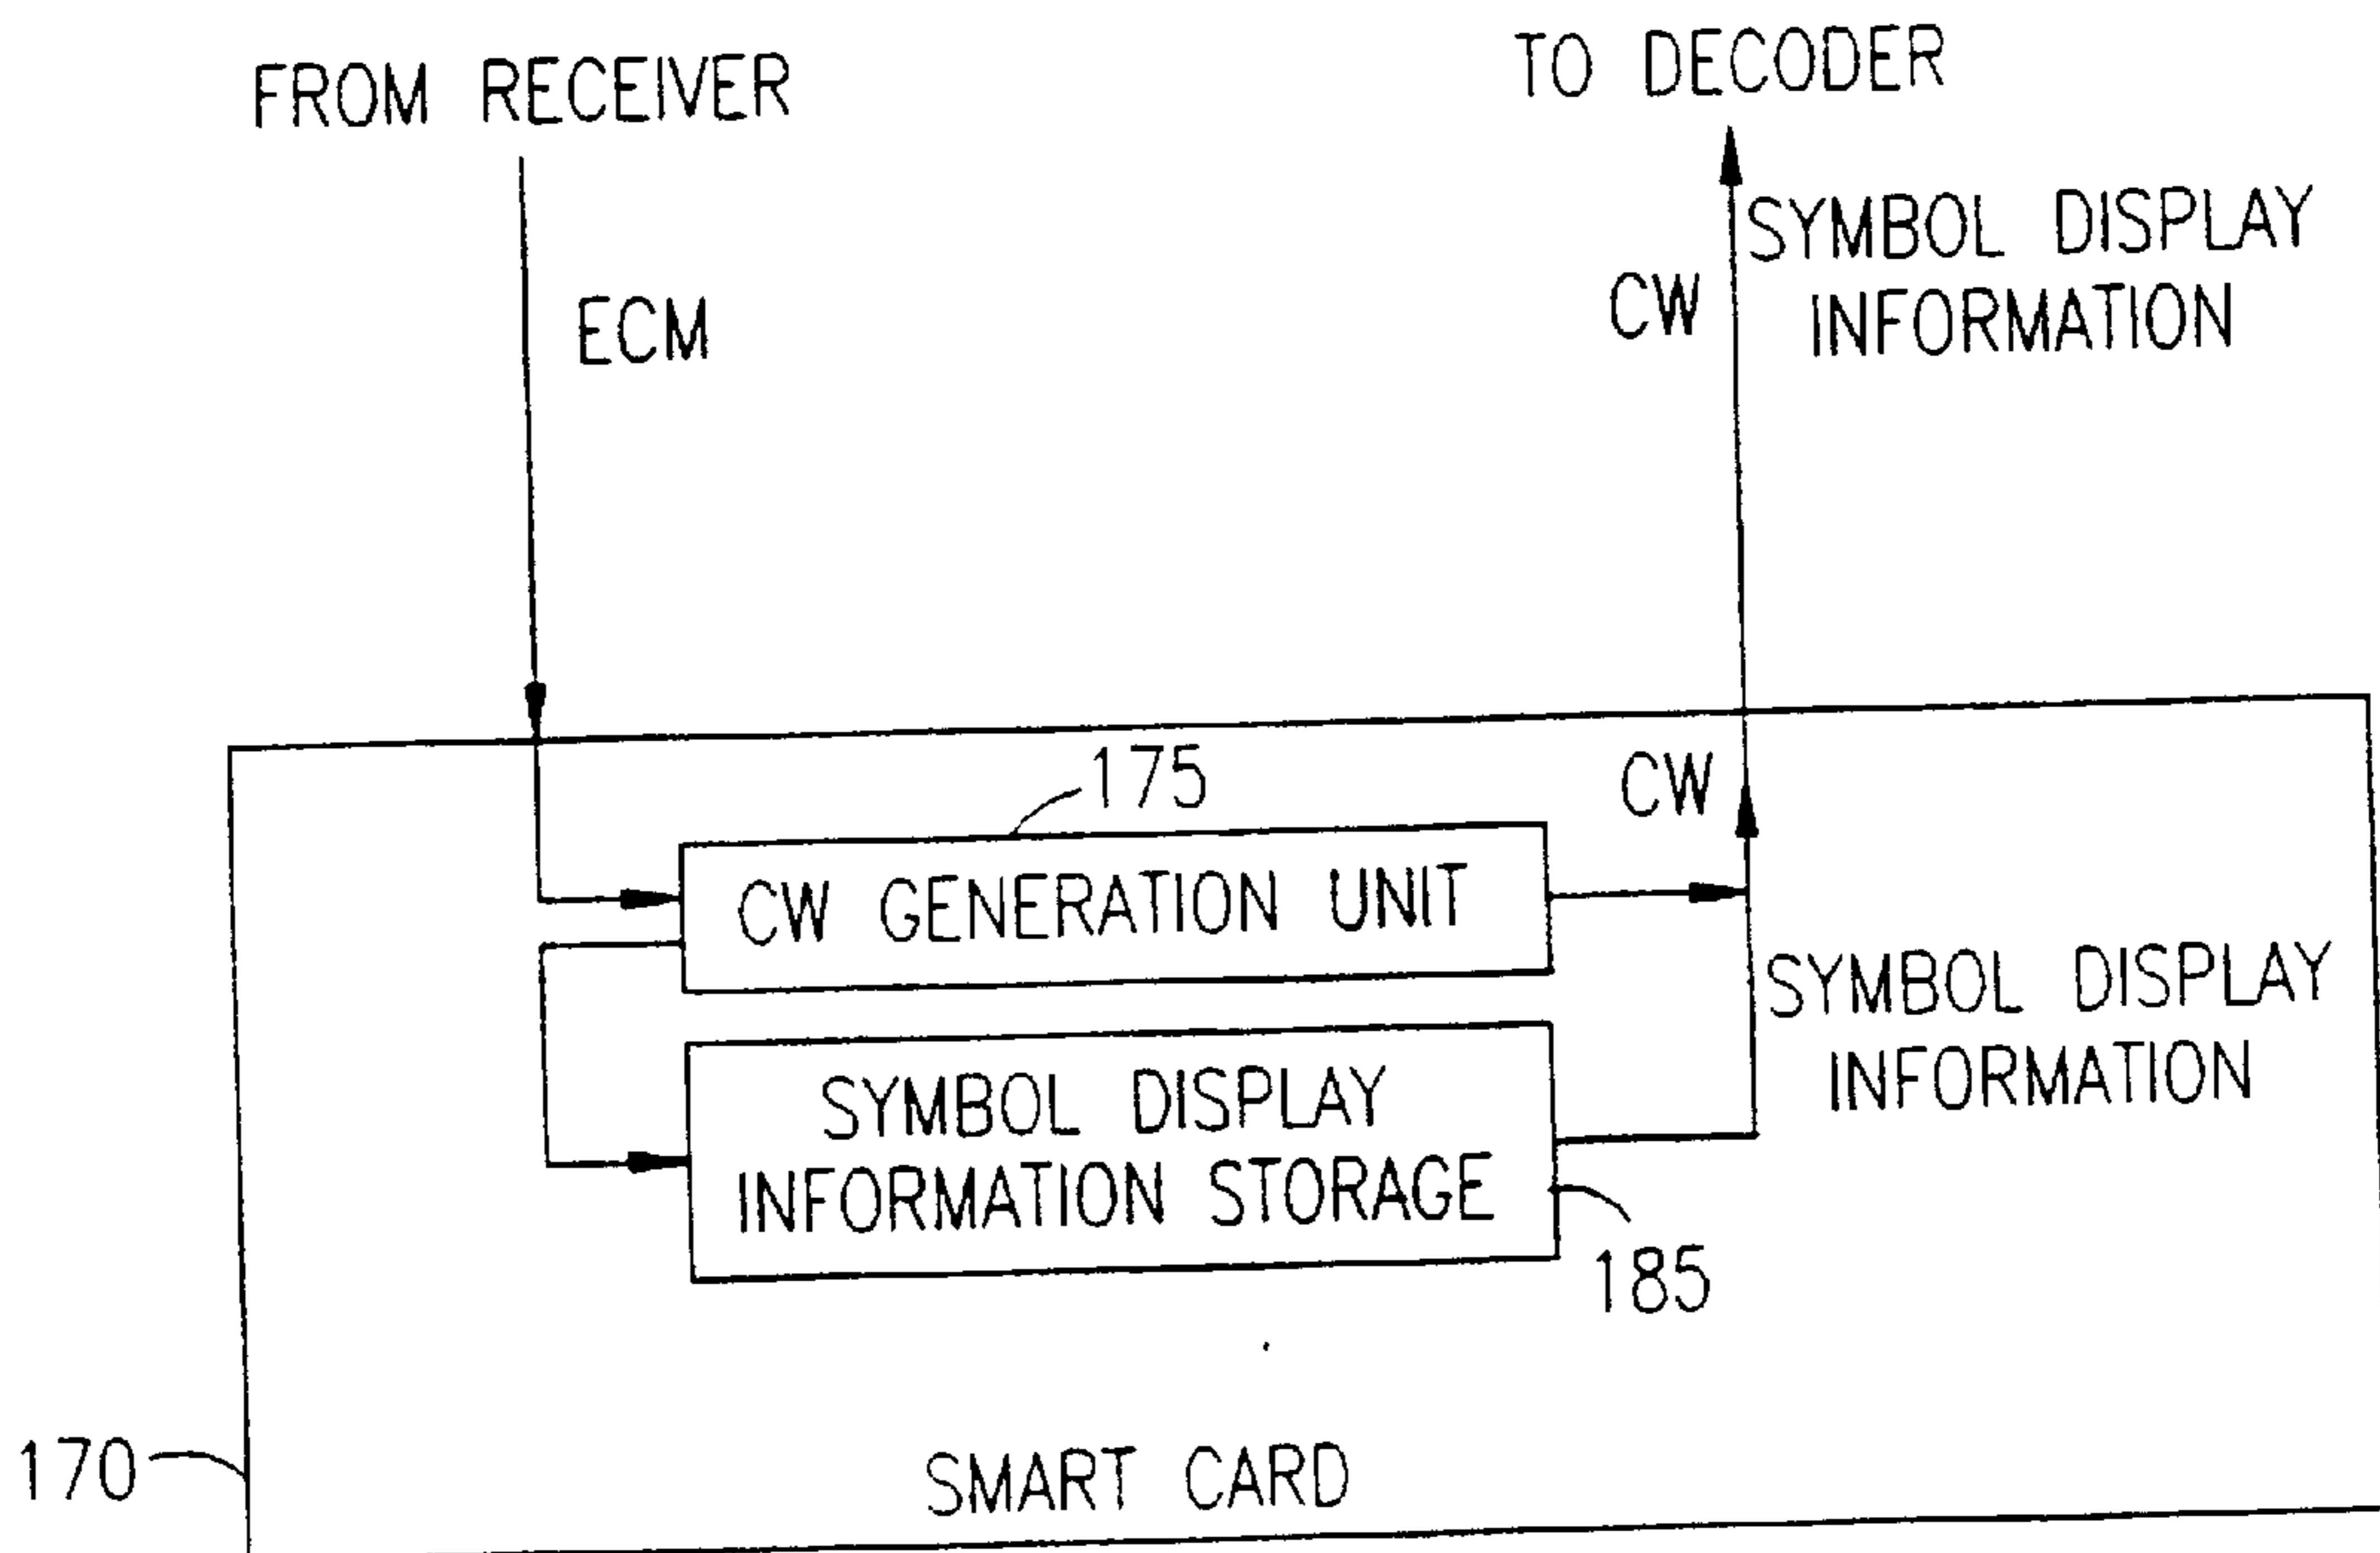 FROM RECEIVER
TO DECODER
ECM
CW
SYMBOL DISPLAY
INFORMATION
175
CW
CW GENERATION UNIT
SYMBOL DISPLAY
INFORMATION
SYMBOL DISPLAY
INFORMATION STORAGE
185
170
SMART CARD